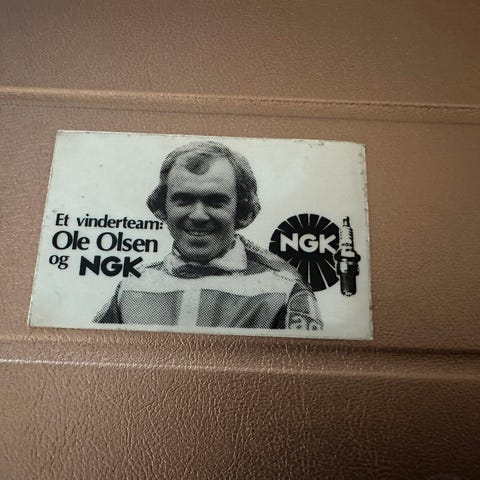 Et vinderteam:
Ole Olsen
og NGK
NGK